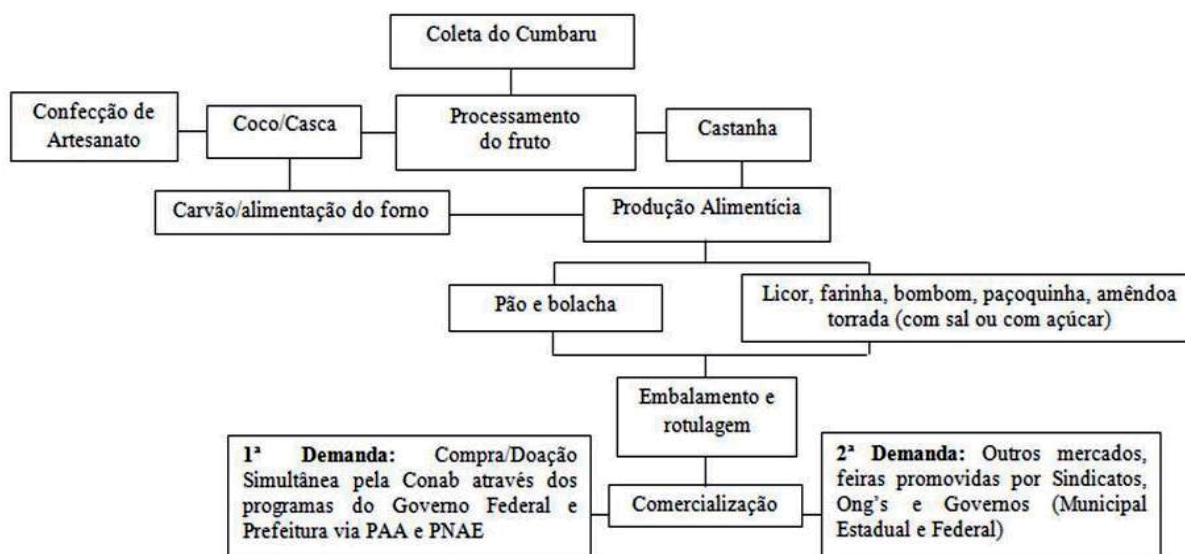 Coleta do Cumbaru
Confecção de
Artesanato
Coco/Casca
Processamento
do fruto
Castanha
Carvão/alimentação do forno
Produção Alimentícia
Pão e bolacha
Licor, farinha, bombom, paçoquinha, amêndoa
torrada (com sal ou com açúcar)
Embalamento e
rotulagem
1ª Demanda: Compra/Doação
Simultânea pela Conab através dos
programas do Governo Federal e
Prefeitura via PAA e PNAE
Comercialização
2ª Demanda: Outros mercados,
feiras promovidas por Sindicatos,
Ong's e Governos (Municipal
Estadual e Federal)